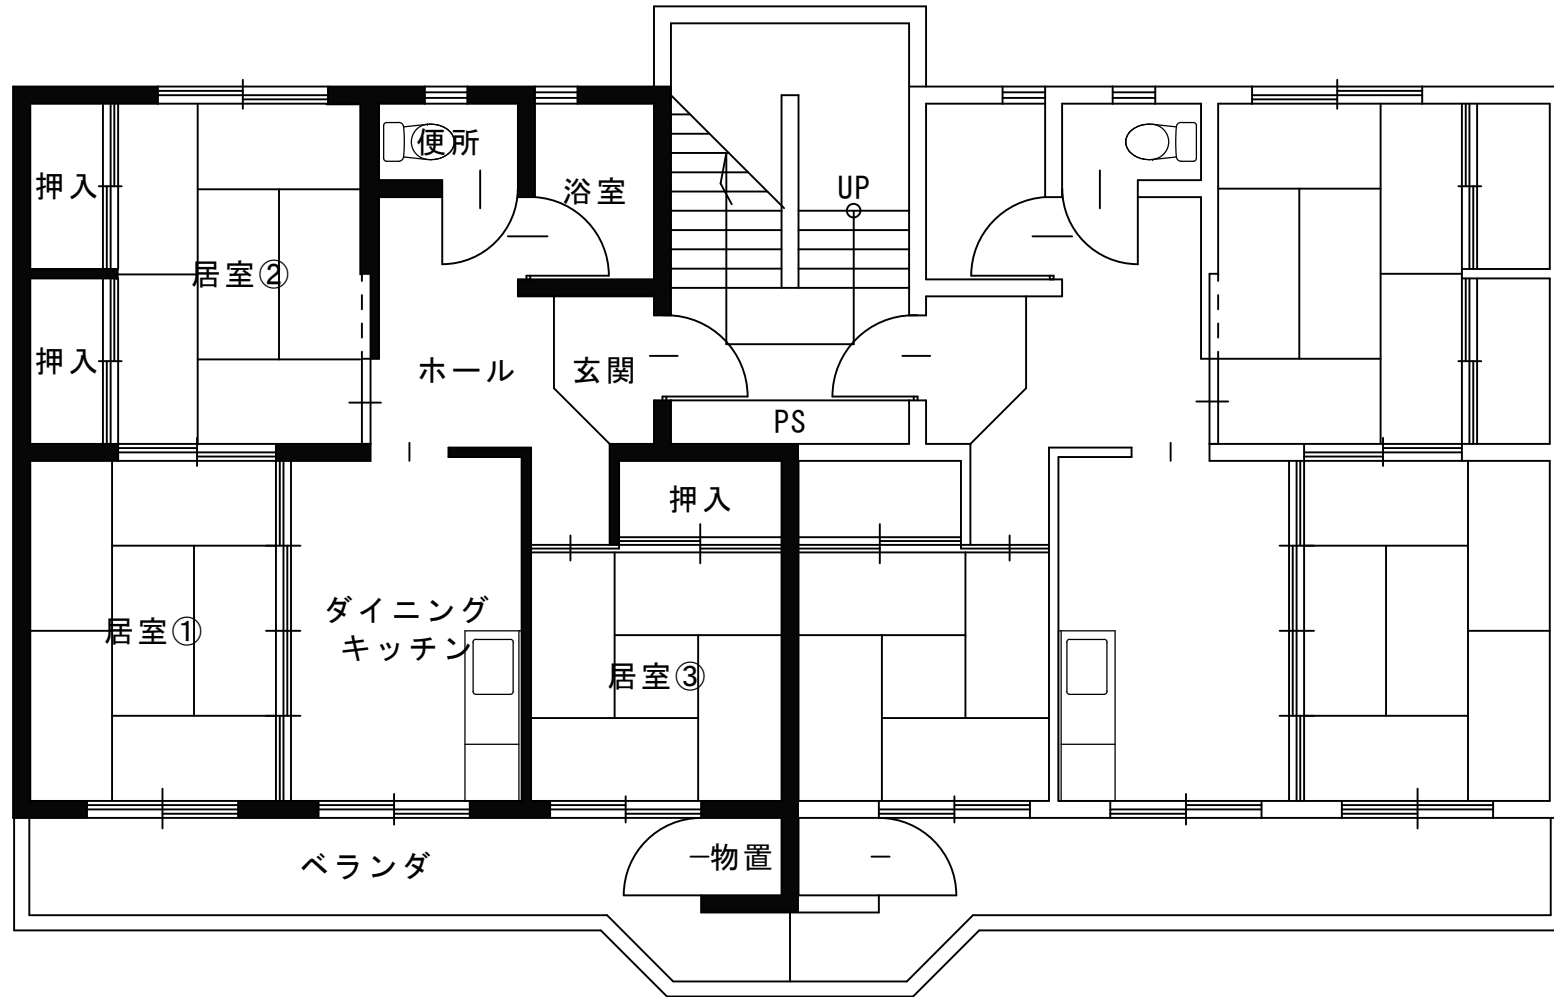 便所
UP
押入
浴室
居室②
押入
ホール
玄関
PS
押入
居室①
ダイニング
キッチン
居室③
ベランダ
物置